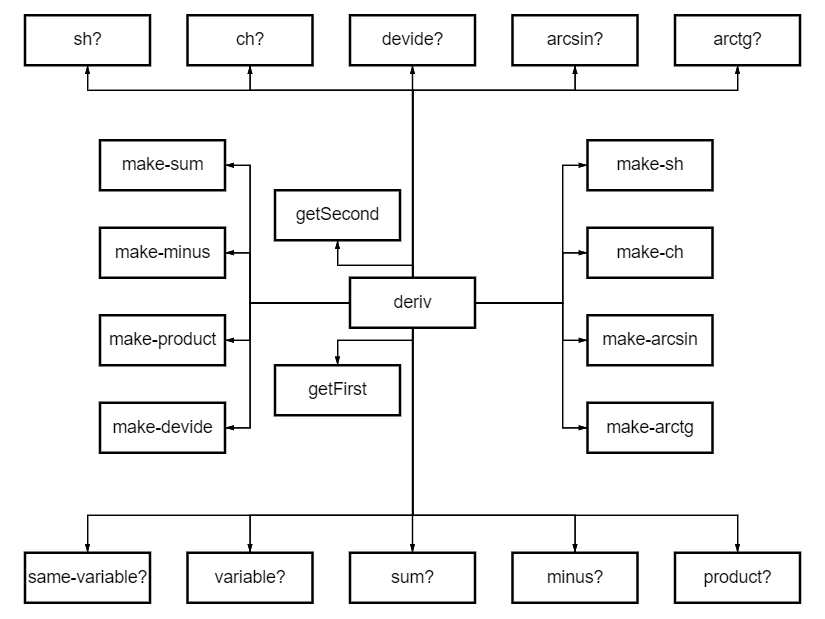 sh?
ch?
devide?
arcsin?
arctg?
make-sum
make-sh
getSecond
make-minus
make-ch
deriv
make-product
make-arcsin
getFirst
make-devide
make-arctg
same-variable?
variable?
sum?
minus?
product?